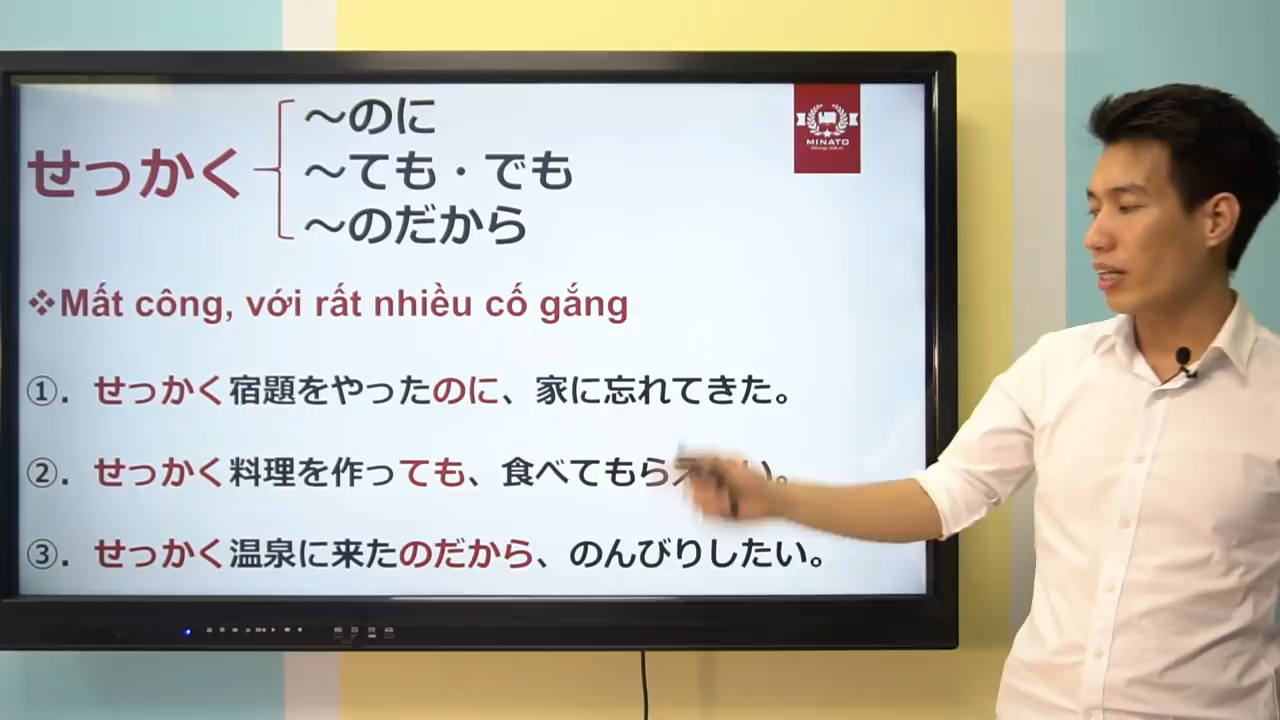 せっかく
~のに
~ても・でも
~のだから
MINATO
❖Mất công, với rất nhiều cố gắng
①. せっかく宿題をやったのに、家に忘れてきた。
②. せっかく料理を作っても、食べてもら
③. せっかく温泉に来たのだから、のんびりしたい。